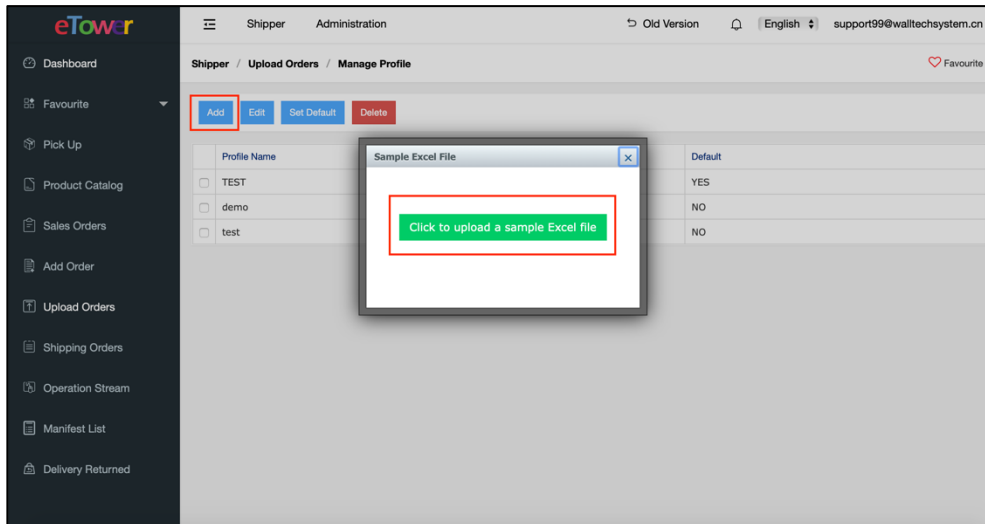 eTower
Shipper Administration
Old Version English support99@walltechsystem.cn
Dashboard
Shipper / Upload Orders / Manage Profile
Favourite
Favourite
Add Edit Set Default Delete
Pick Up
Profile Name
Sample Excel File
Default
Product Catalog
TEST
YES
demo
NO
Click to upload a sample Excel file
Sales Orders
test
NO
Add Order
Upload Orders
Shipping Orders
Operation Stream
Manifest List
Delivery Returned